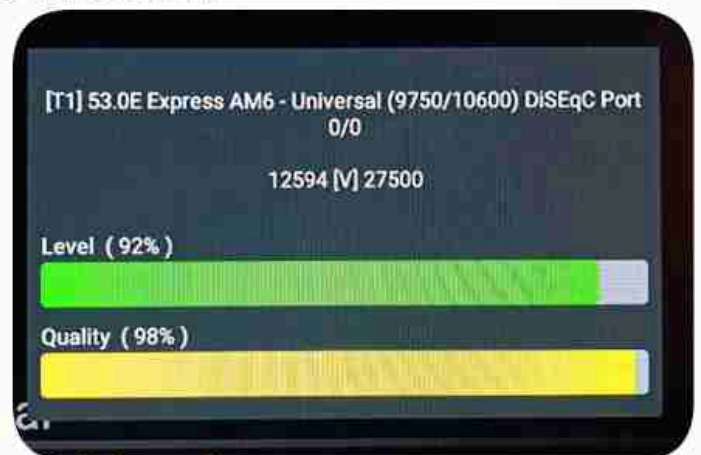 [T1] 53.0E Express AM6 - Universal (9750/10600) DiSEqC Port
0/0
12594 [V] 27500
Level ( 92% )
Quality ( 98% )